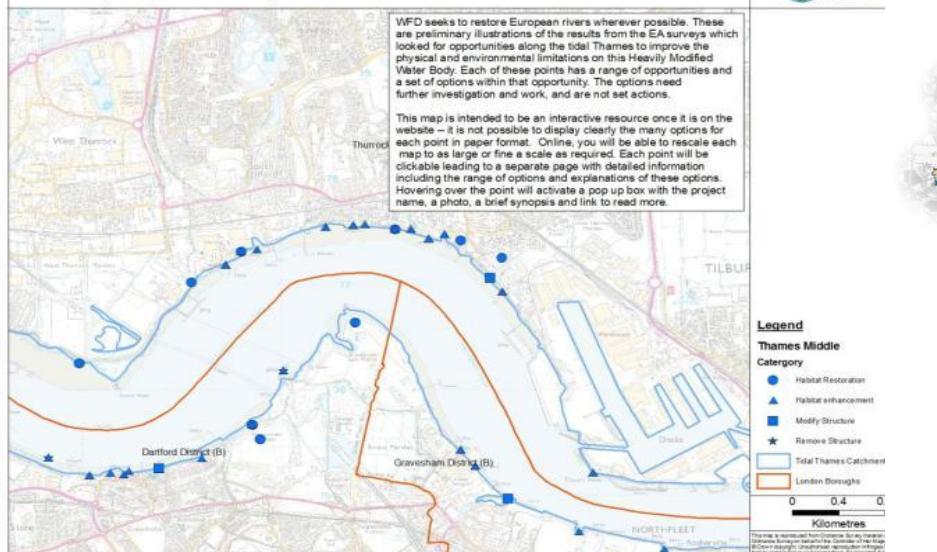 WFD seeks to restore European rivers wherever possible. These
are preliminary illustrations of the results from the EA surveys which
looked for opportunities along the tidal Thames to improve the
physical and environmental limitations on this Heavily Modified
Water Body. Each of these points has a range of opportunities and
a set of options within that opportunity. The options need
further investigation and work, and are not set actions.
This map is intended to be an interactive resource once it is on the
website – it is not possible to display clearly the many options for
each point in paper format. Online, you will be able to rescale each
map to as large or fine a scale as required. Each point will be
clickable leading to a separate page with detailed information
including the range of options and explanations of these options.
Hovering over the point will activate a pop up box with the project
name, a photo, a brief synopsis and link to read more.
West Thurrock
Thurrock
TILBUR
Dartford District (B)
Gravesham District (B)
NORTHFLEET
Legend
Thames Middle
Catergory
Habitat Restoration
Habitat enhancement
Modify Structure
Remove Structure
Tidal Thames Catchment
London Boroughs
0 0.4 0.
Kilometres